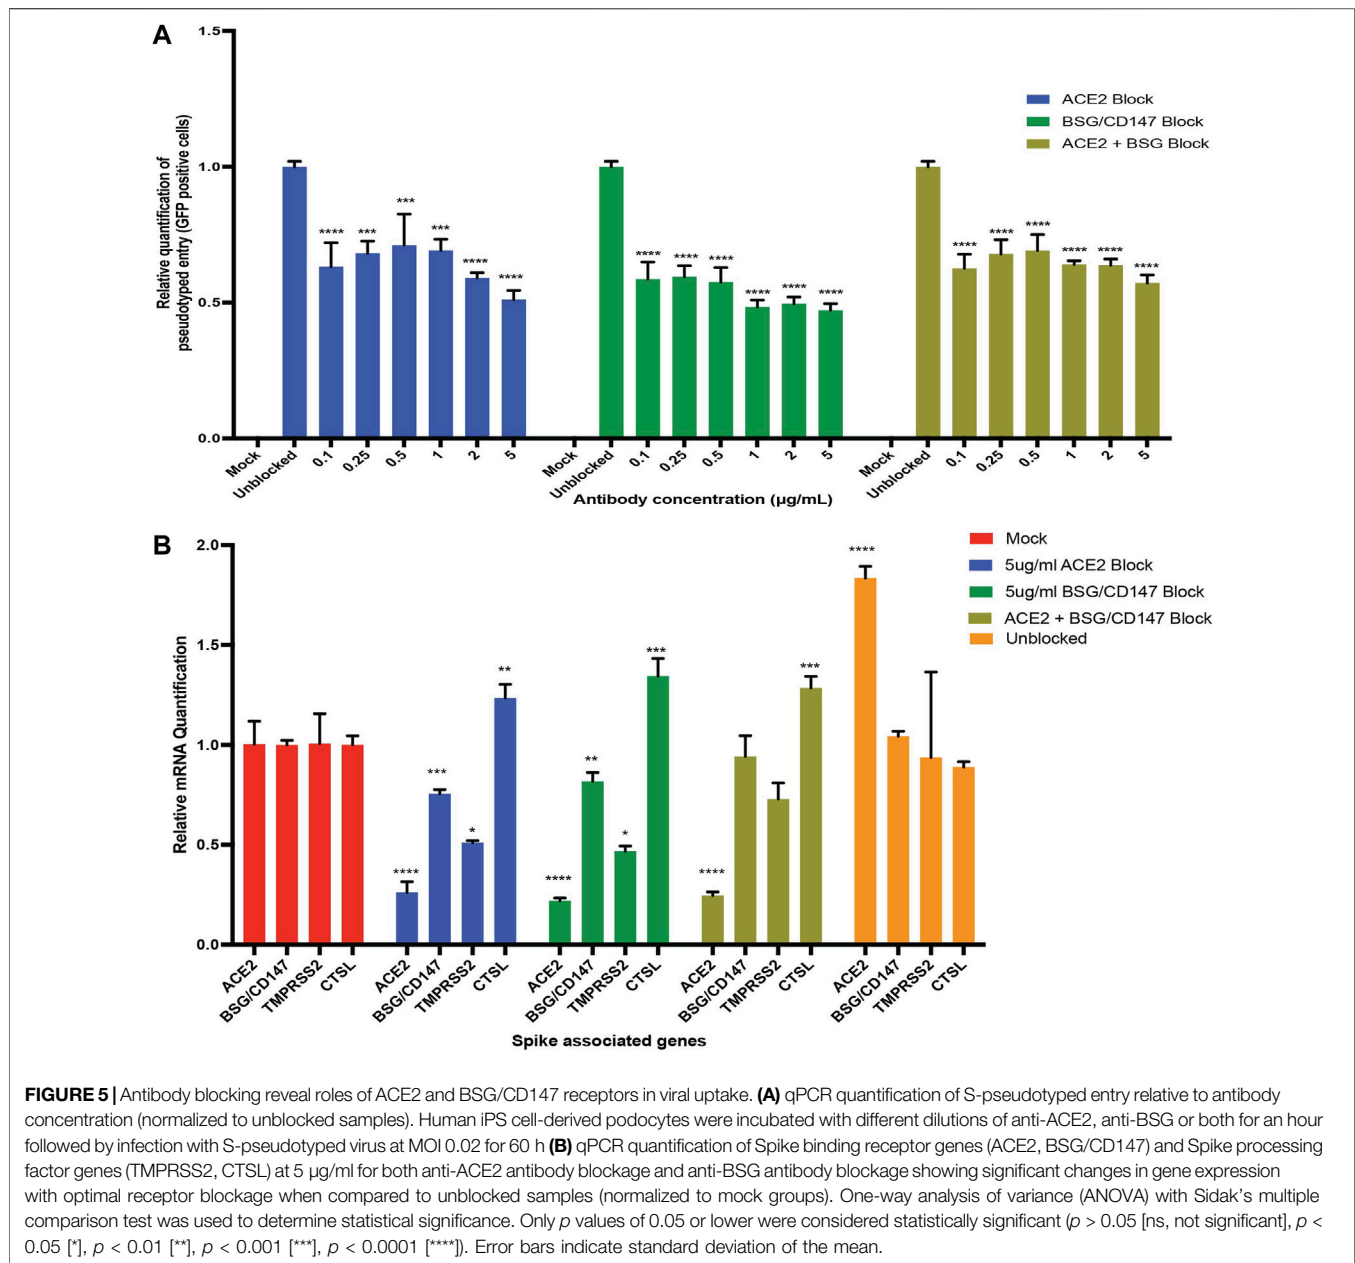 A
1.5
1.0
0.5
0.0
Relative quantification of
pseudotyped entry (GFP positive cells)
ACE2 Block
BSG/CD147 Block
ACE2 + BSG Block
**** *** *** *** **** ****
**** **** **** **** **** ****
**** **** **** **** **** ****
Mock Unblocked 0.1 0.25 0.5 1 2 5
Mock Unblocked 0.1 0.25 0.5 1 2 5
Mock Unblocked 0.1 0.25 0.5 1 2 5
Antibody concentration (µg/mL)
B
2.0
1.5
1.0
0.5
0.0
Relative mRNA Quantification
Mock
5ug/ml ACE2 Block
5ug/ml BSG/CD147 Block
ACE2 + BSG/CD147 Block
Unblocked
**** *** * **
**** ** * ***
**** ***
****
ACE2 BSG/CD147 TMPRSS2 CTSL
ACE2 BSG/CD147 TMPRSS2 CTSL
ACE2 BSG/CD147 TMPRSS2 CTSL
ACE2 BSG/CD147 TMPRSS2 CTSL
ACE2 BSG/CD147 TMPRSS2 CTSL
Spike associated genes
FIGURE 5 | Antibody blocking reveal roles of ACE2 and BSG/CD147 receptors in viral uptake. (A) qPCR quantification of S-pseudotyped entry relative to antibody
concentration (normalized to unblocked samples). Human iPS cell-derived podocytes were incubated with different dilutions of anti-ACE2, anti-BSG or both for an hour
followed by infection with S-pseudotyped virus at MOI 0.02 for 60 h (B) qPCR quantification of Spike binding receptor genes (ACE2, BSG/CD147) and Spike processing
factor genes (TMPRSS2, CTSL) at 5 µg/ml for both anti-ACE2 antibody blockage and anti-BSG antibody blockage showing significant changes in gene expression
with optimal receptor blockage when compared to unblocked samples (normalized to mock groups). One-way analysis of variance (ANOVA) with Sidak's multiple
comparison test was used to determine statistical significance. Only p values of 0.05 or lower were considered statistically significant (p > 0.05 [ns, not significant], p <
0.05 [*], p < 0.01 [**], p < 0.001 [***], p < 0.0001 [****]). Error bars indicate standard deviation of the mean.